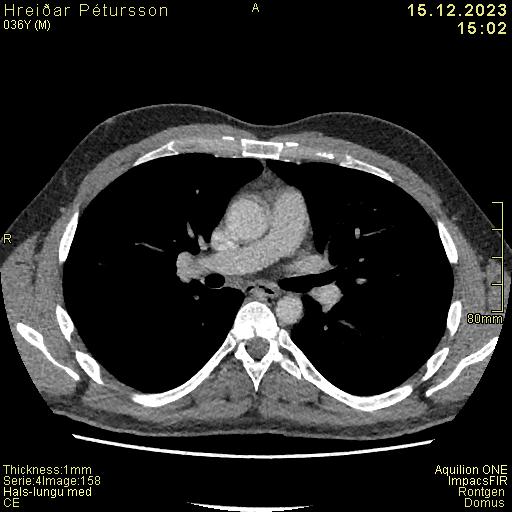 Hreiðar Pétursson
036Y (M)
A
15.12.2023
15:02
R
80mm
Thickness:1mm
Serie:4Image:158
Hals-lungu med
CE
Aquilion ONE
ImpacsFIR
Rontgen
Domus